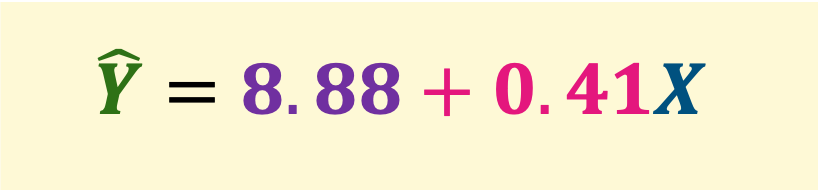 Ŷ = 8.88 + 0.41X